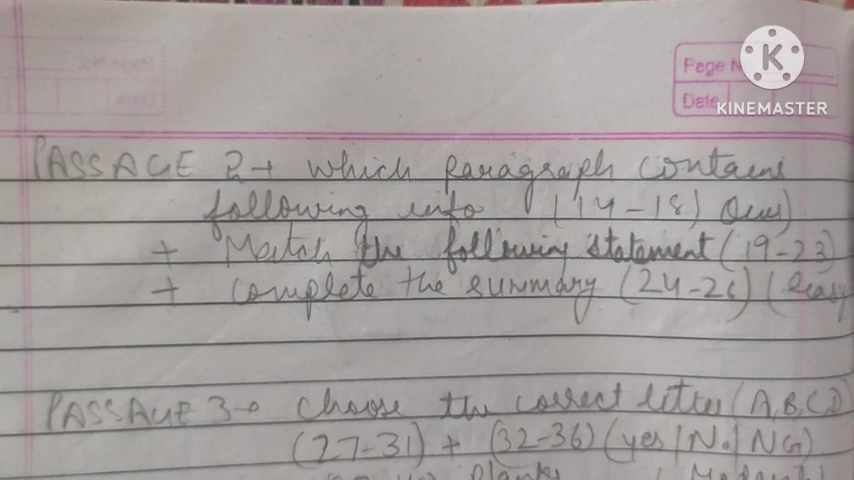 Page N
Date
K
KINEMASTER
PASSAGE 2→ which paragraph contains
following info (14-18)
+ Match the following statement (19-23)
+ complete the summary (24-26) (easy
PASSAGE 3→ Choose the correct letter (A,B,C,D)
(27-31) + (32-36) (yes/No/NG)